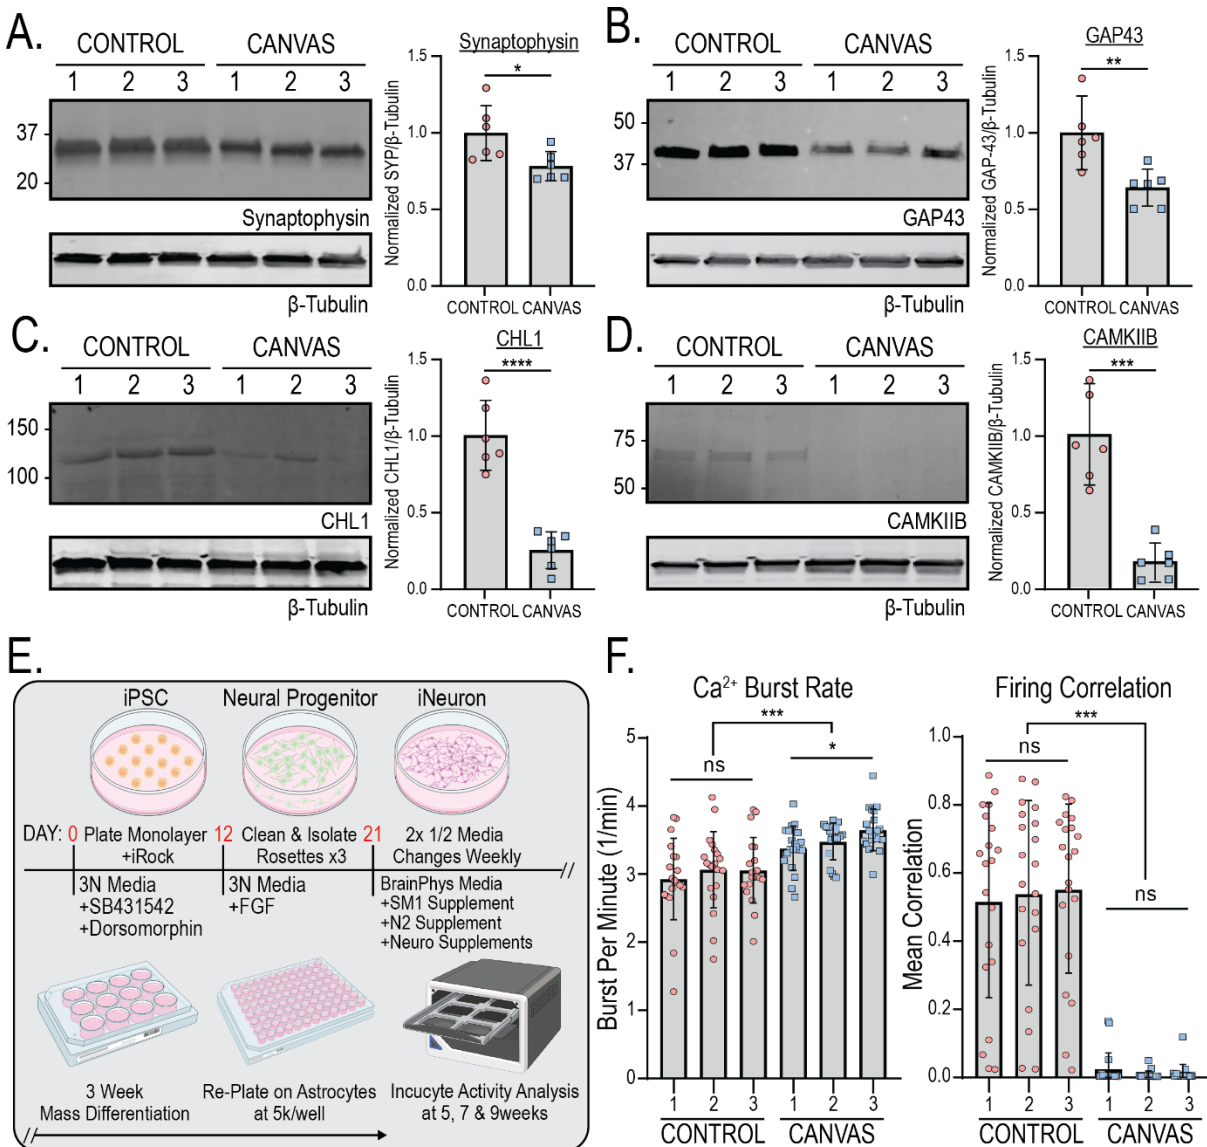 A.
CONTROL CANVAS
1 2 3 1 2 3
37
20
Synaptophysin
β-Tubulin
Synaptophysin
*
Normalized SYP/β-Tubulin
1.5
1.0
0.5
0.0
CONTROL CANVAS
B.
CONTROL CANVAS
1 2 3 1 2 3
50
37
GAP43
β-Tubulin
GAP43
**
Normalized GAP-43/β-Tubulin
1.5
1.0
0.5
0.0
CONTROL CANVAS
C.
CONTROL CANVAS
1 2 3 1 2 3
150
100
CHL1
β-Tubulin
CHL1
****
Normalized CHL1/β-Tubulin
1.5
1.0
0.5
0.0
CONTROL CANVAS
D.
CONTROL CANVAS
1 2 3 1 2 3
75
50
CAMKIIB
β-Tubulin
CAMKIIB
***
Normalized CAMKIIB/β-Tubulin
1.5
1.0
0.5
0.0
CONTROL CANVAS
E.
iPSC Neural Progenitor iNeuron
DAY: 0 Plate Monolayer +iRock
12 Clean & Isolate Rosettes x3
21 2x 1/2 Media Changes Weekly
3N Media
+SB431542
+Dorsomorphin
3N Media
+FGF
BrainPhys Media
+SM1 Supplement
+N2 Supplement
+Neuro Supplements
3 Week
Mass Differentiation
Re-Plate on Astrocytes
at 5k/well
Incucyte Activity Analysis
at 5, 7 & 9weeks
F.
Ca²⁺ Burst Rate
***
ns
*
Burst Per Minute (1/min)
5
4
3
2
1
0
1 2 3 1 2 3
CONTROL CANVAS
Firing Correlation
***
ns
ns
Mean Correlation
1.0
0.8
0.6
0.4
0.2
0.0
1 2 3 1 2 3
CONTROL CANVAS